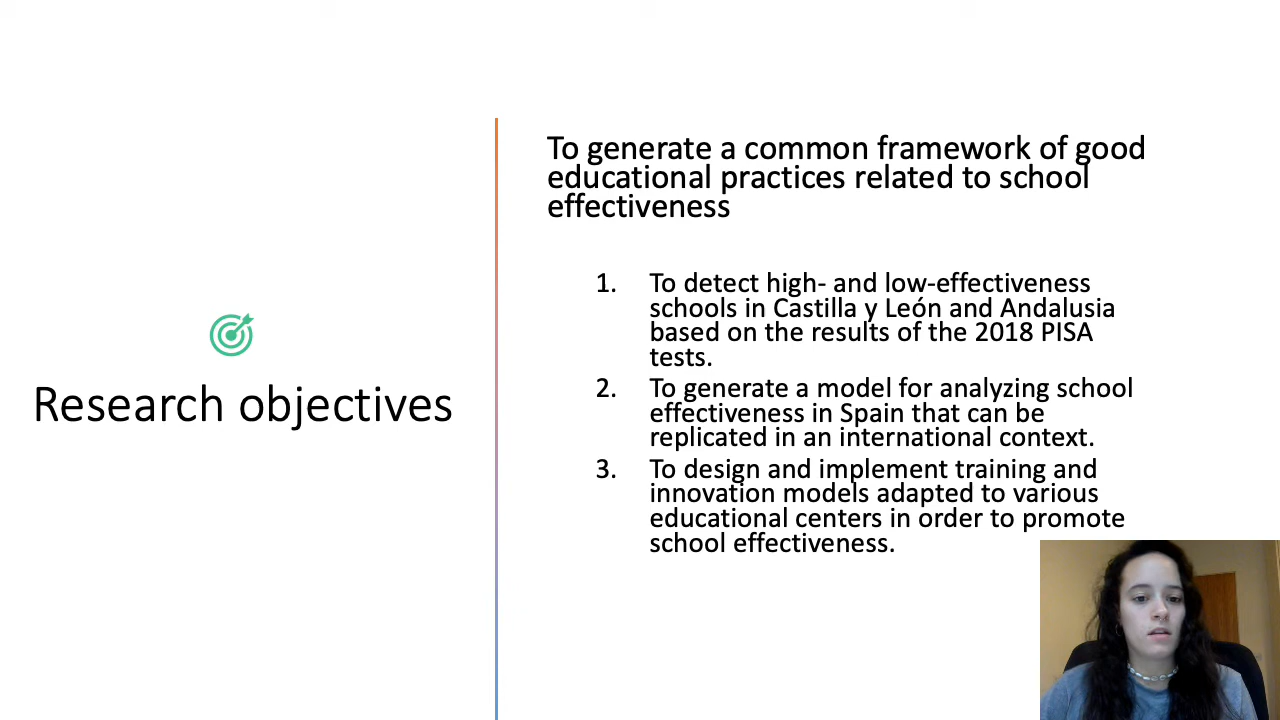 Research objectives
To generate a common framework of good
educational practices related to school
effectiveness
1. To detect high- and low-effectiveness
schools in Castilla y León and Andalusia
based on the results of the 2018 PISA
tests.
2. To generate a model for analyzing school
effectiveness in Spain that can be
replicated in an international context.
3. To design and implement training and
innovation models adapted to various
educational centers in order to promote
school effectiveness.